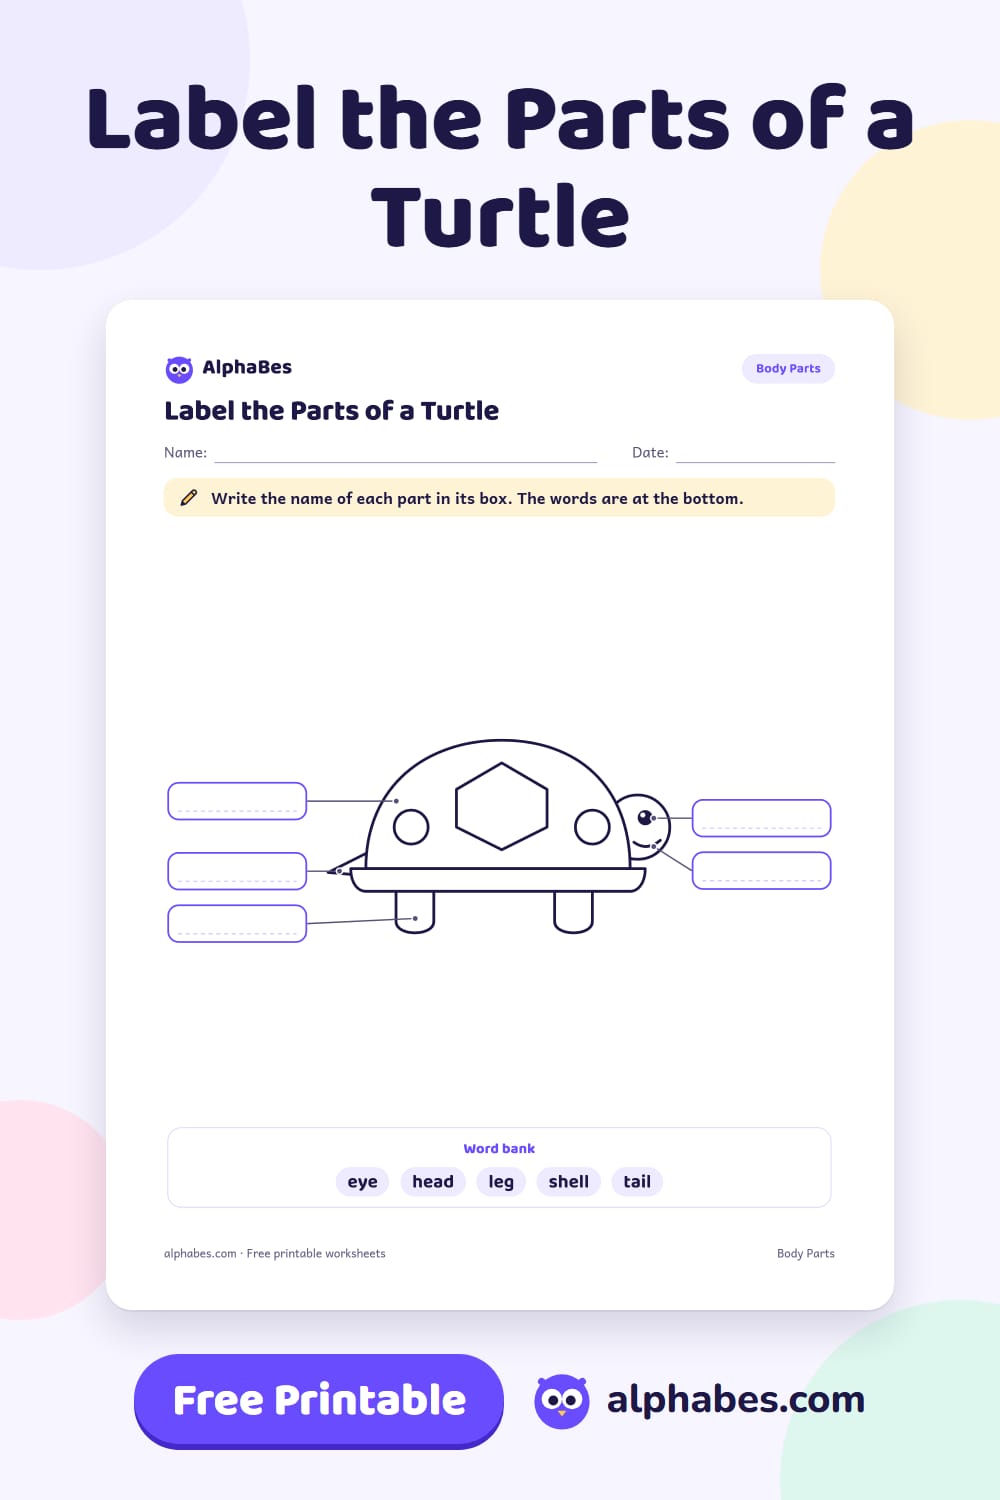 Label the Parts of a
Turtle
AlphaBes
Body Parts
Label the Parts of a Turtle
Name:
Date:
Write the name of each part in its box. The words are at the bottom.
Word bank
eye head leg shell tail
alphabes.com · Free printable worksheets
Body Parts
Free Printable
alphabes.com